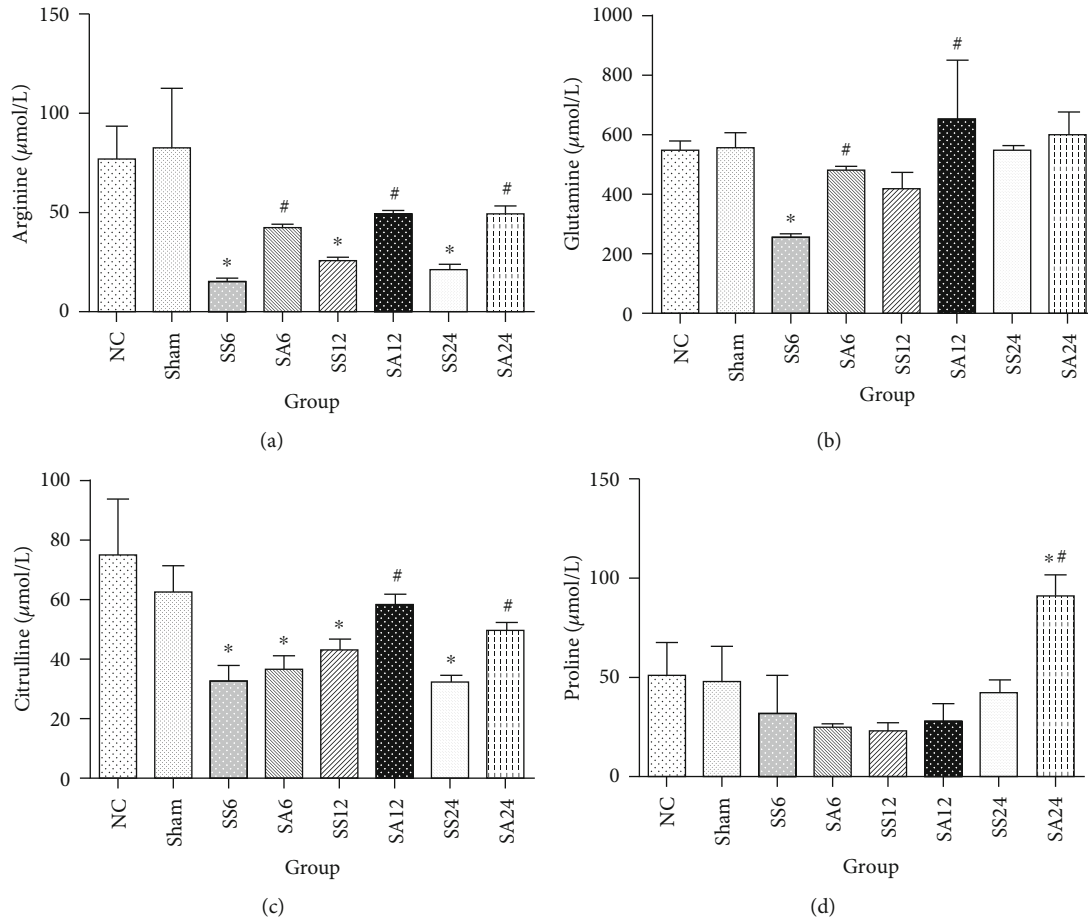 150
100
50
0
Arginine (μmol/L)
*
#
*
#
*
#
NC
Sham
SS6
SA6
SS12
SA12
SS24
SA24
Group
(a)
1000
800
600
400
200
0
Glutamine (μmol/L)
*
#
#
NC
Sham
SS6
SA6
SS12
SA12
SS24
SA24
Group
(b)
100
80
60
40
20
0
Citrulline (μmol/L)
*
*
*
#
*
#
NC
Sham
SS6
SA6
SS12
SA12
SS24
SA24
Group
(c)
150
100
50
0
Proline (μmol/L)
*#
NC
Sham
SS6
SA6
SS12
SA12
SS24
SA24
Group
(d)